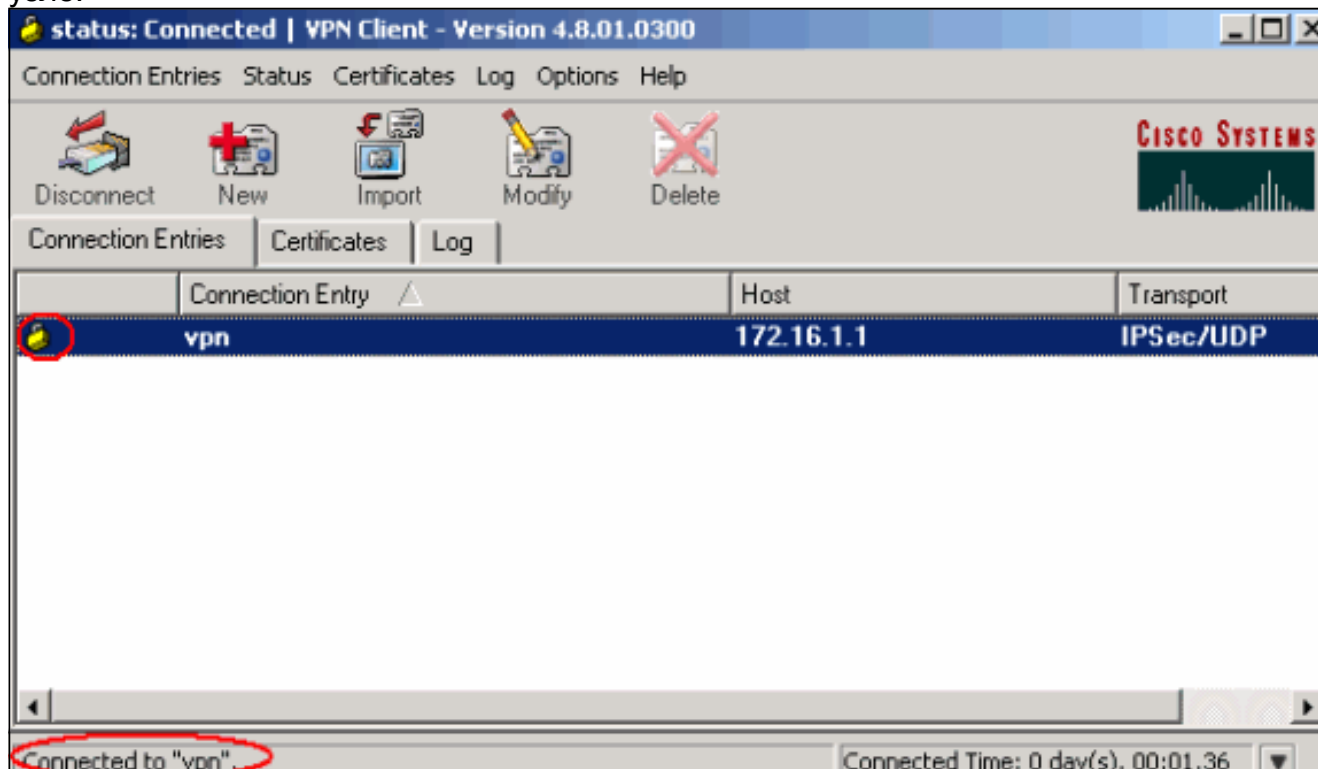 status: Connected | VPN Client - Version 4.8.01.0300
Connection Entries Status Certificates Log Options Help
Disconnect New Import Modify Delete
CISCO SYSTEMS
Connection Entries Certificates Log
Connection Entry Host Transport
vpn 172.16.1.1 IPSec/UDP
Connected to "vpn". Connected Time: 0 day(s), 00:01.36